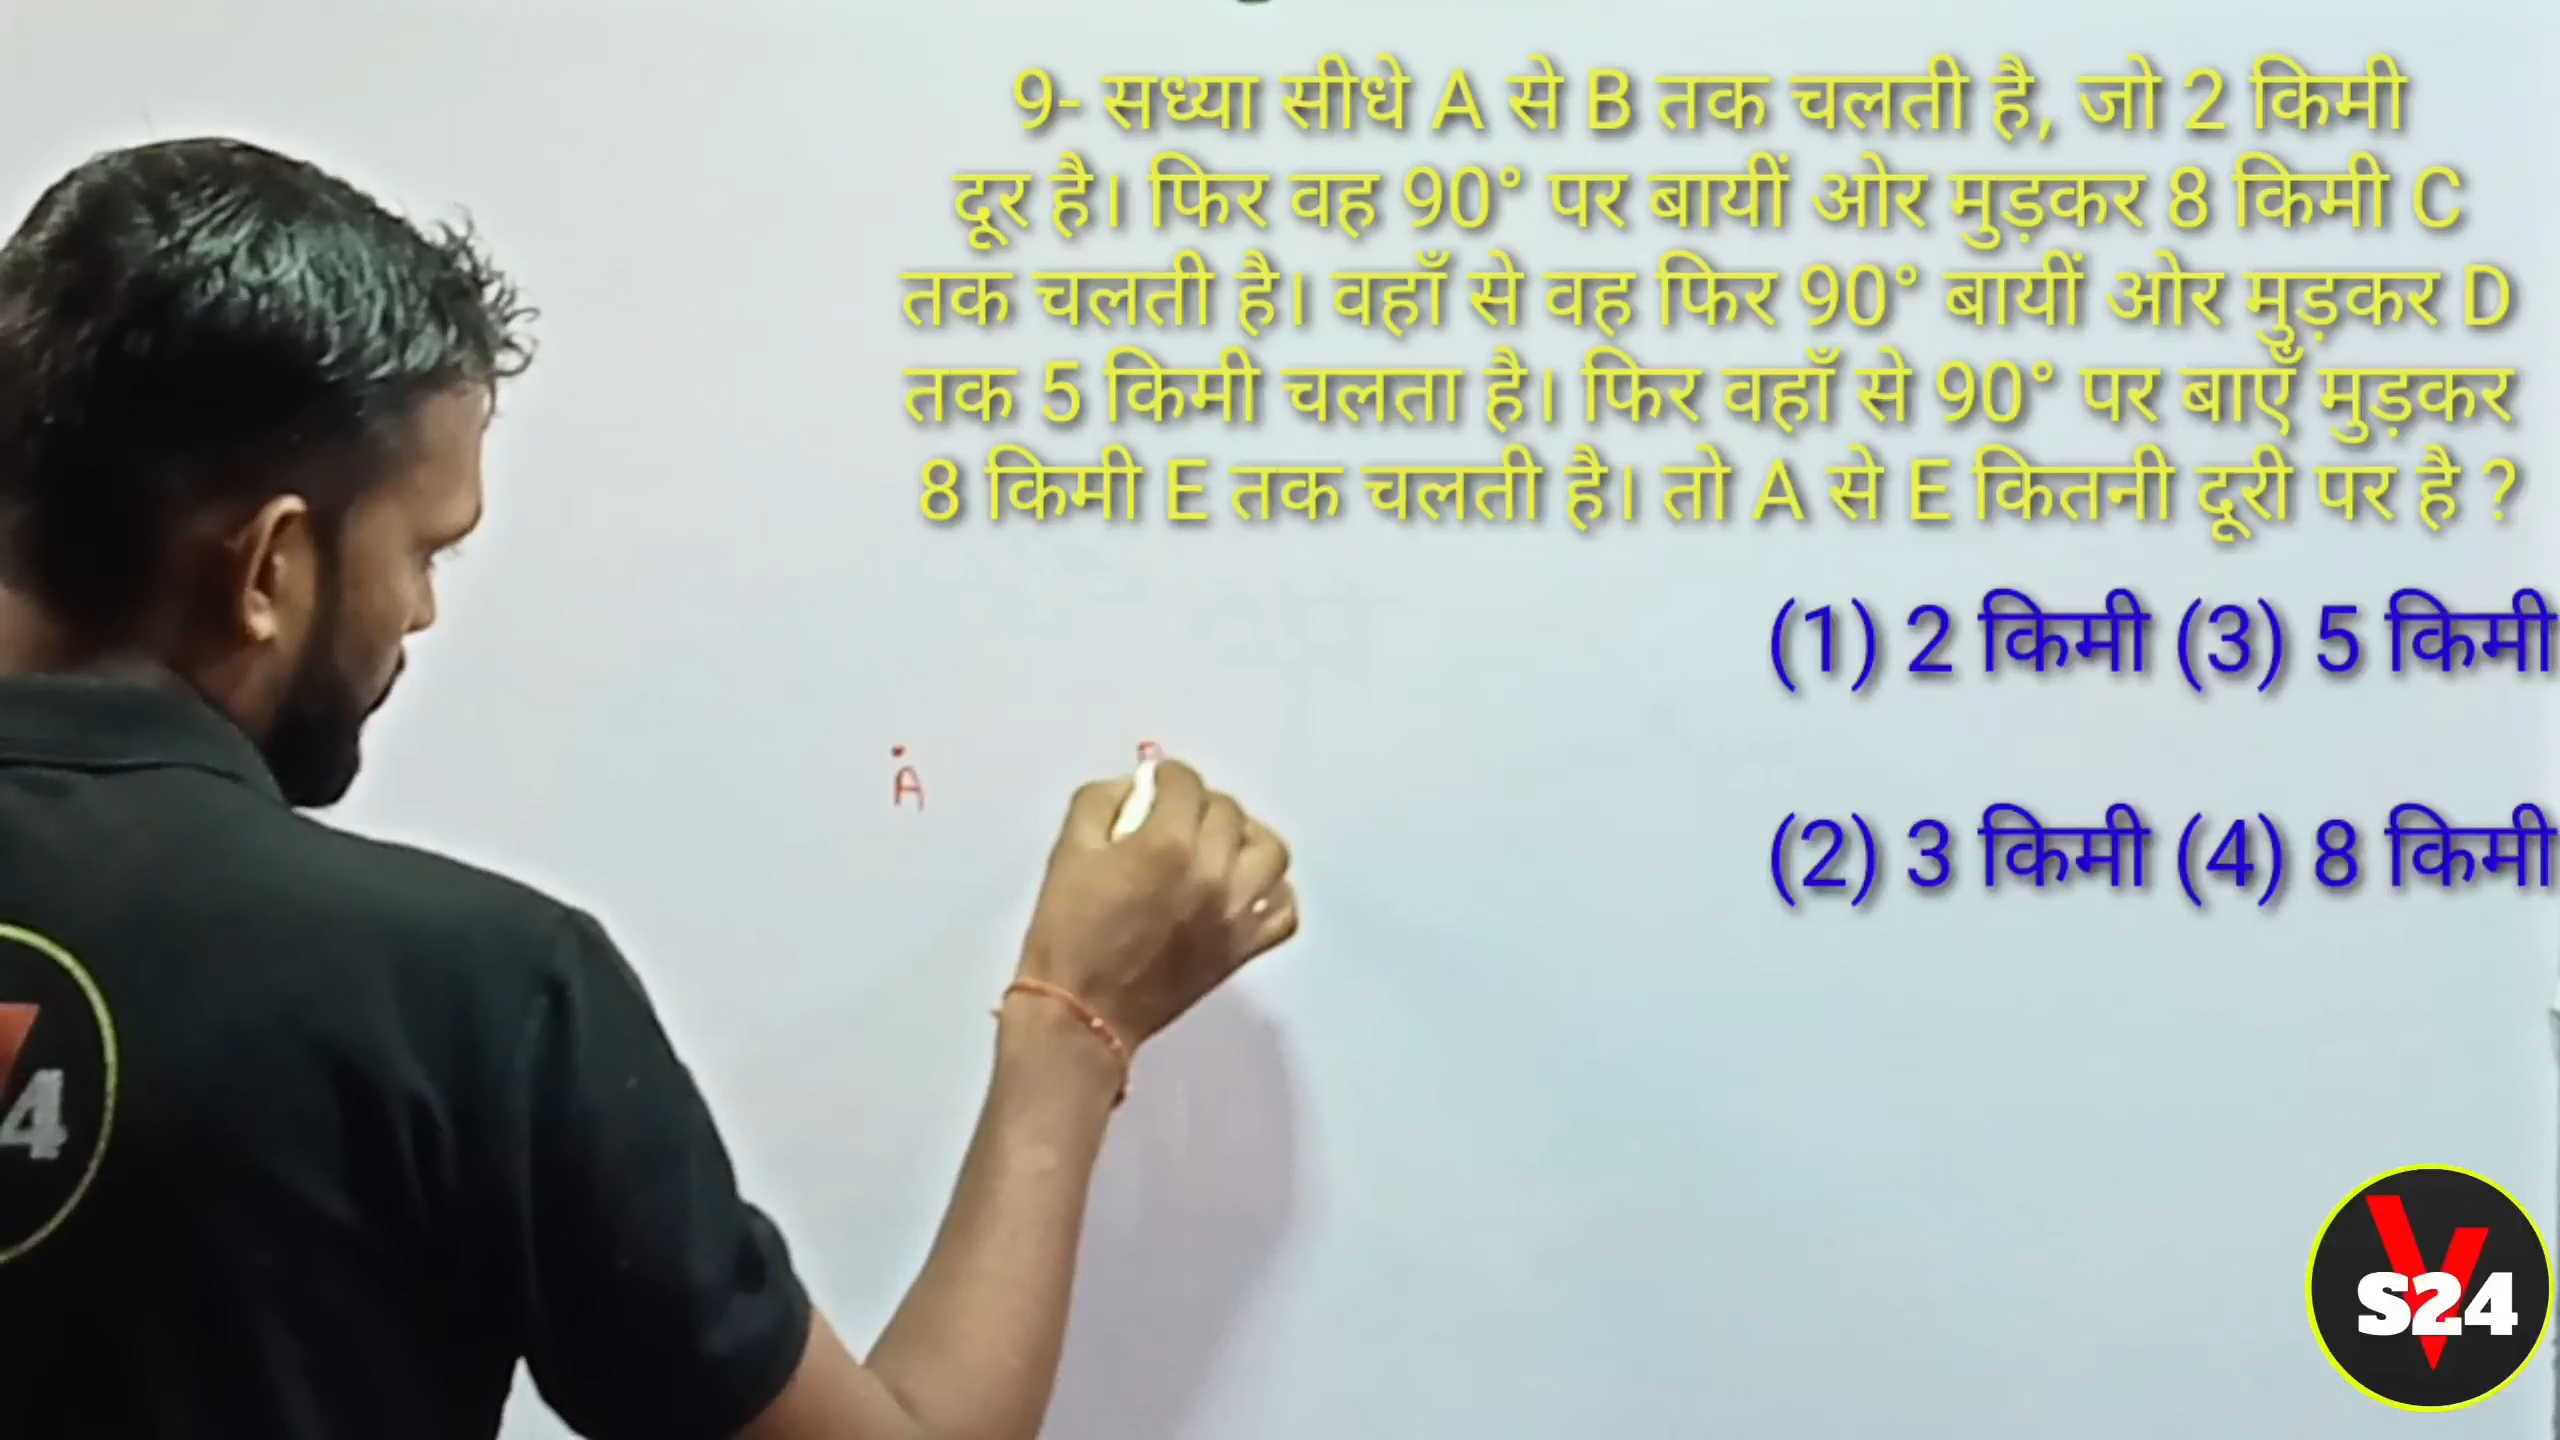 9- सध्या सीधे A से B तक चलती है, जो 2 किमी
दूर है। फिर वह 90° पर बायीं ओर मुड़कर 8 किमी C
तक चलती है। वहाँ से वह फिर 90° बायीं ओर मुड़कर D
तक 5 किमी चलता है। फिर वहाँ से 90° पर बाएँ मुड़कर
8 किमी E तक चलती है। तो A से E कितनी दूरी पर है ?
(1) 2 किमी (3) 5 किमी
A
(2) 3 किमी (4) 8 किमी
4
V
S24